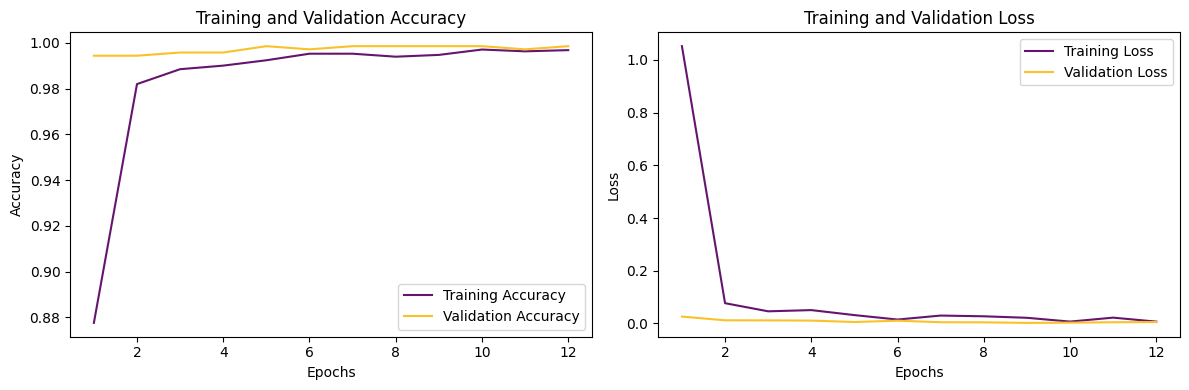 Training and Validation Accuracy
1.00
0.98
0.96
0.94
0.92
0.90
0.88
Accuracy
2 4 6 8 10 12
Epochs
Training Accuracy
Validation Accuracy
Training and Validation Loss
1.0
0.8
0.6
0.4
0.2
0.0
Loss
2 4 6 8 10 12
Epochs
Training Loss
Validation Loss